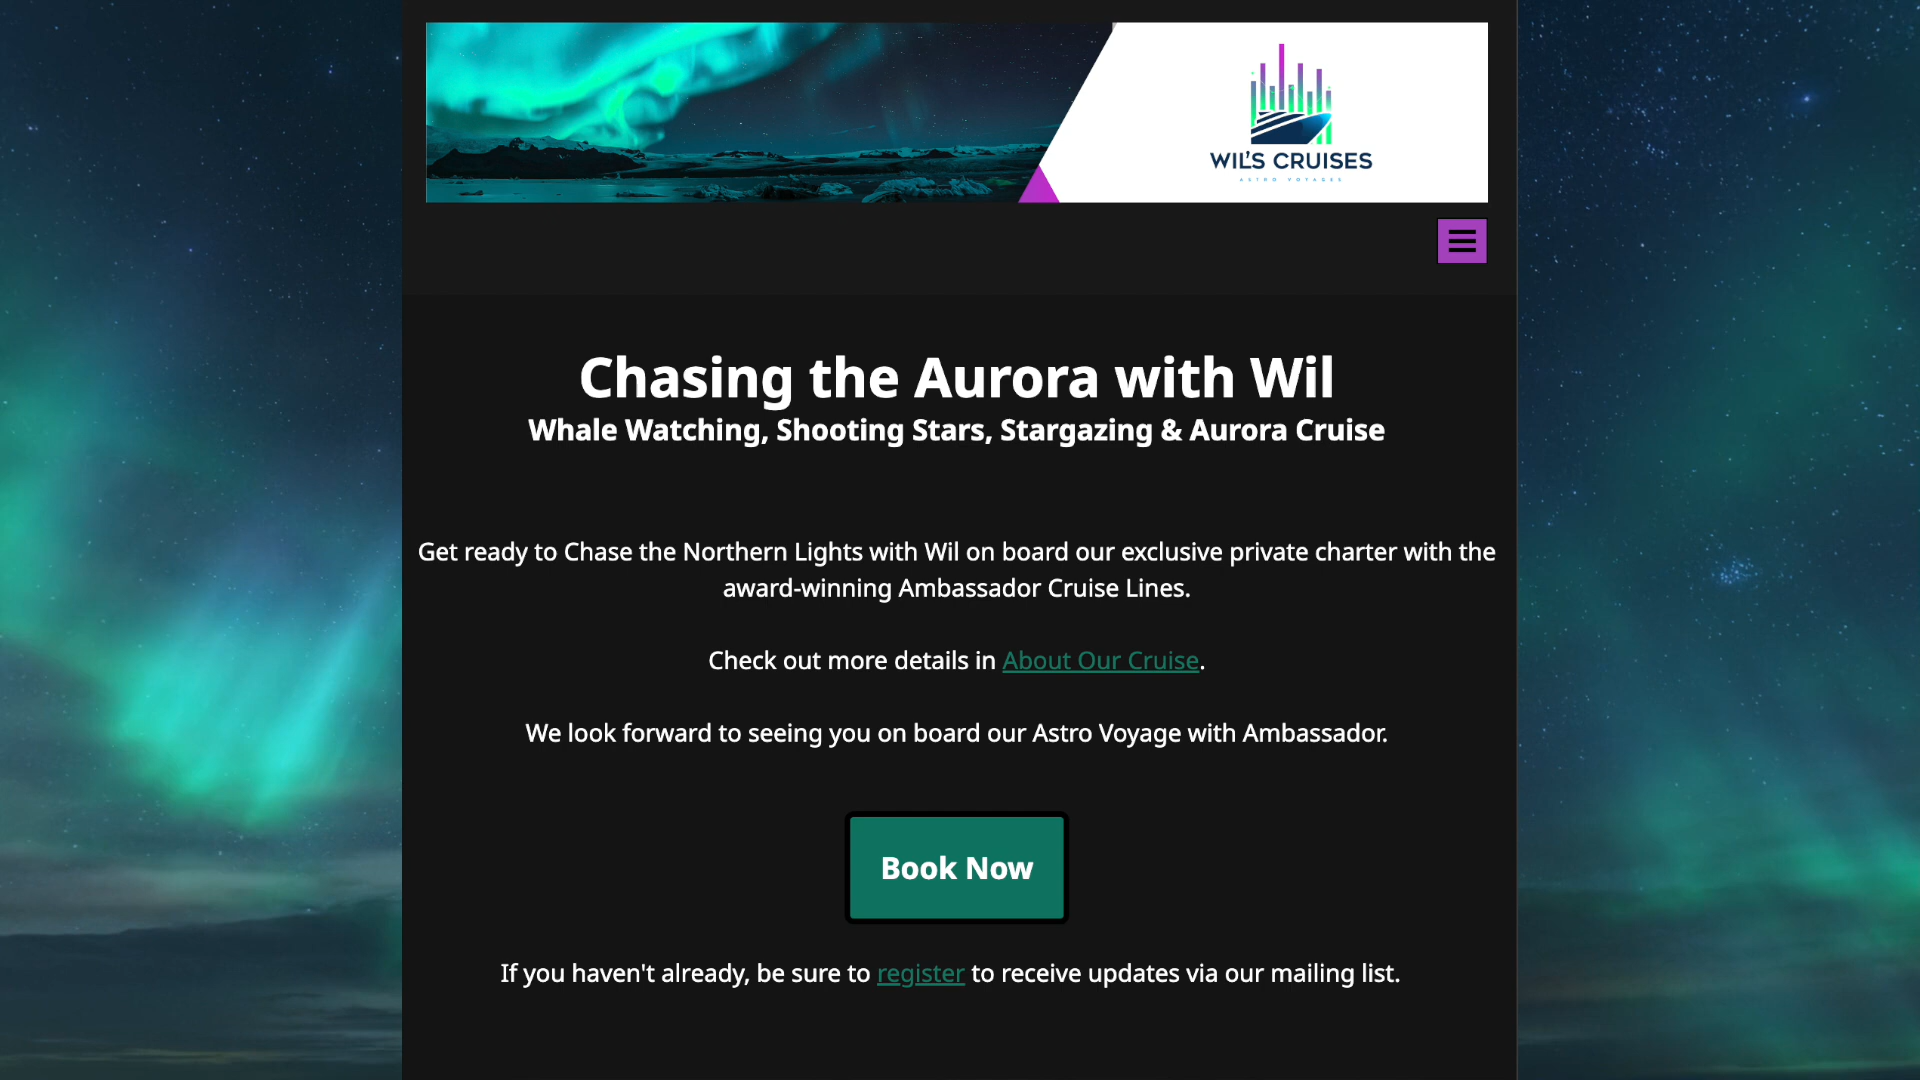 WIL'S CRUISES
ASTRO VOYAGES
Chasing the Aurora with Wil
Whale Watching, Shooting Stars, Stargazing & Aurora Cruise
Get ready to Chase the Northern Lights with Wil on board our exclusive private charter with the
award-winning Ambassador Cruise Lines.
Check out more details in About Our Cruise.
We look forward to seeing you on board our Astro Voyage with Ambassador.
Book Now
If you haven't already, be sure to register to receive updates via our mailing list.